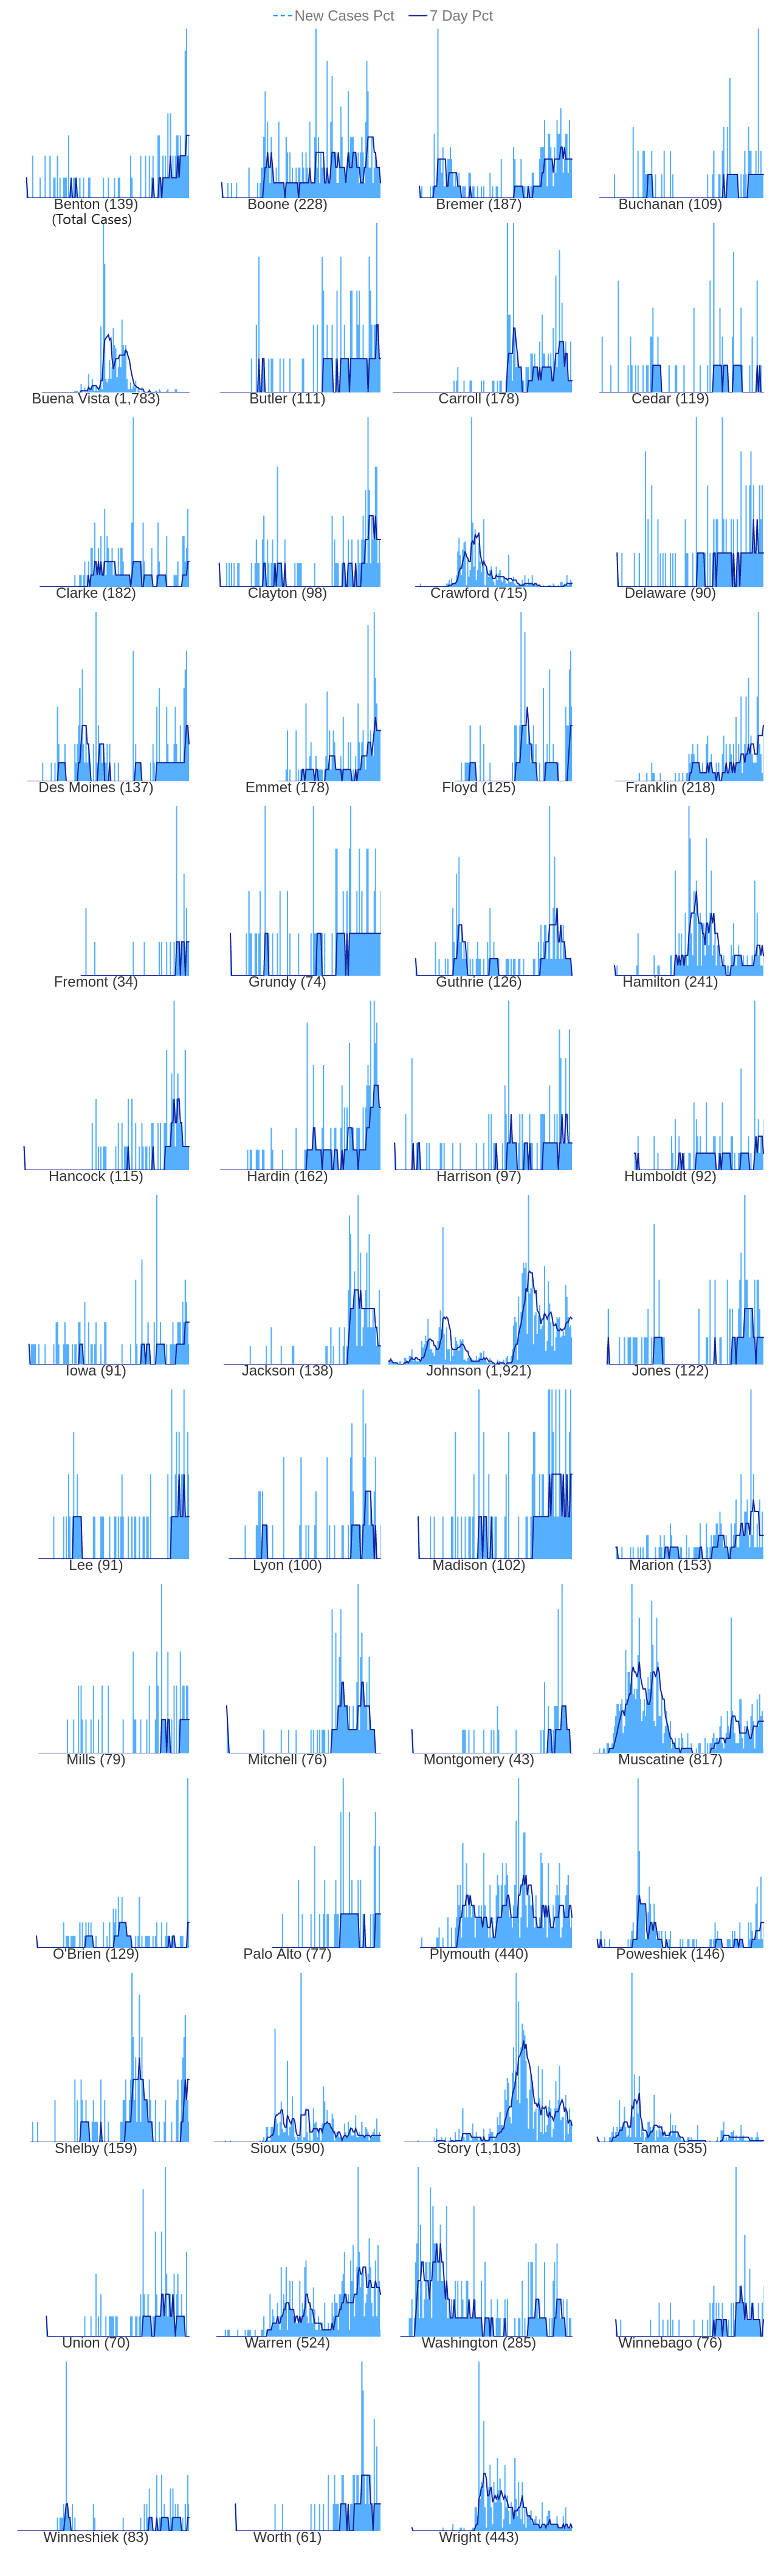 New Cases Pct 7 Day Pct
Benton (139) Boone (228) Bremer (187) Buchanan (109)
(Total Cases)
Buena Vista (1,783) Butler (111) Carroll (178) Cedar (119)
Clarke (182) Clayton (98) Crawford (715) Delaware (90)
Des Moines (137) Emmet (178) Floyd (125) Franklin (218)
Fremont (34) Grundy (74) Guthrie (126) Hamilton (241)
Hancock (115) Hardin (162) Harrison (97) Humboldt (92)
Iowa (91) Jackson (138) Johnson (1,921) Jones (122)
Lee (91) Lyon (100) Madison (102) Marion (153)
Mills (79) Mitchell (76) Montgomery (43) Muscatine (817)
O'Brien (129) Palo Alto (77) Plymouth (440) Poweshiek (146)
Shelby (159) Sioux (590) Story (1,103) Tama (535)
Union (70) Warren (524) Washington (285) Winnebago (76)
Winneshiek (83) Worth (61) Wright (443)